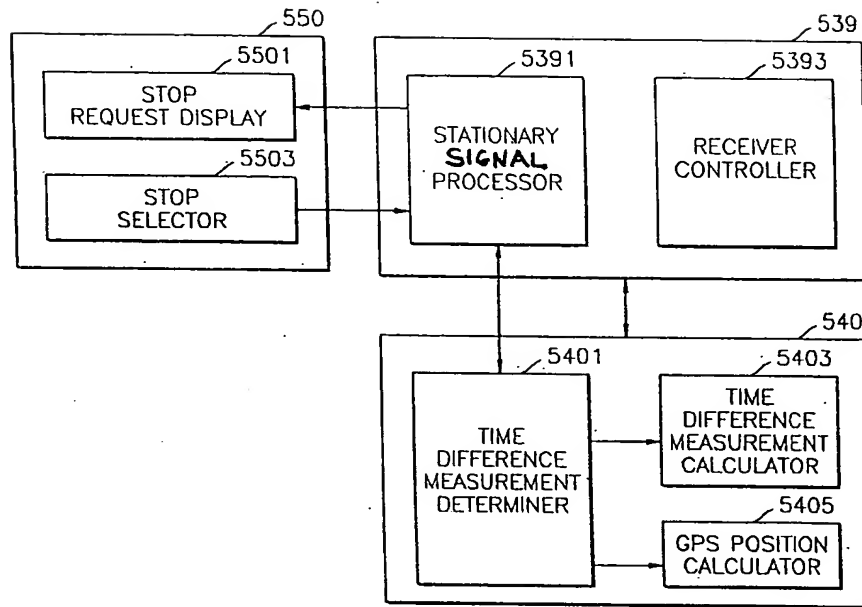 550
5501
STOP
REQUEST DISPLAY
5503
STOP
SELECTOR
539
5391
STATIONARY
SIGNAL
PROCESSOR
5393
RECEIVER
CONTROLLER
540
5401
TIME
DIFFERENCE
MEASUREMENT
DETERMINER
5403
TIME
DIFFERENCE
MEASUREMENT
CALCULATOR
5405
GPS POSITION
CALCULATOR